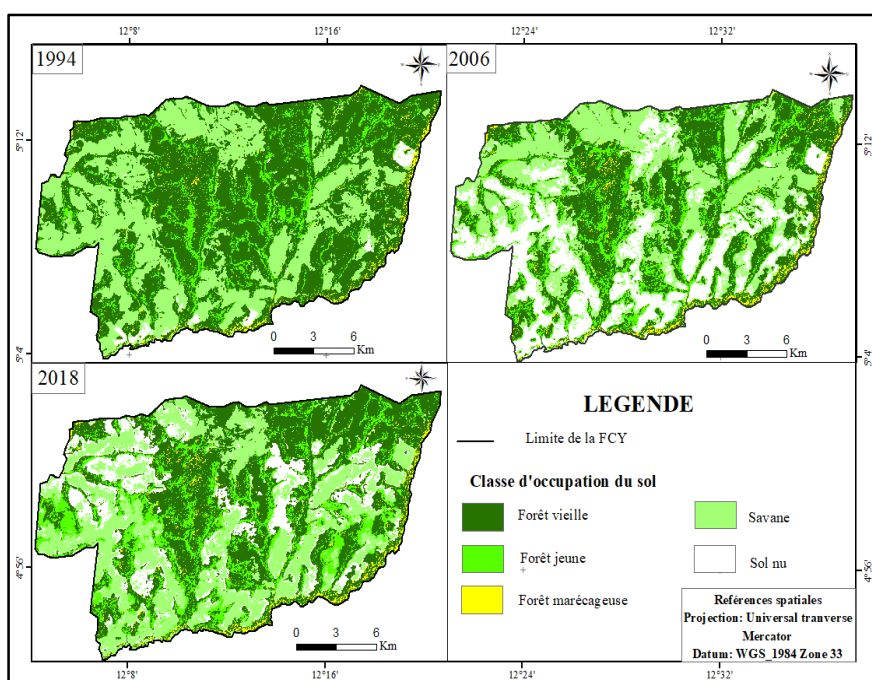 12°8' 12°16' 12°24' 12°32'
1994
2006
5°12'
5°12'
0 3 6
Km
0 3 6
Km
5°4'
5°4'
2018
LEGENDE
Limite de la FCY
Classe d'occupation du sol
Forêt vieille
Savane
Forêt jeune
Sol nu
Forêt marécageuse
4°56'
4°56'
Reférences spatiales
Projection: Universal tranverse
Mercator
Datum: WGS_1984 Zone 33
0 3 6
Km
12°8' 12°16' 12°24' 12°32'